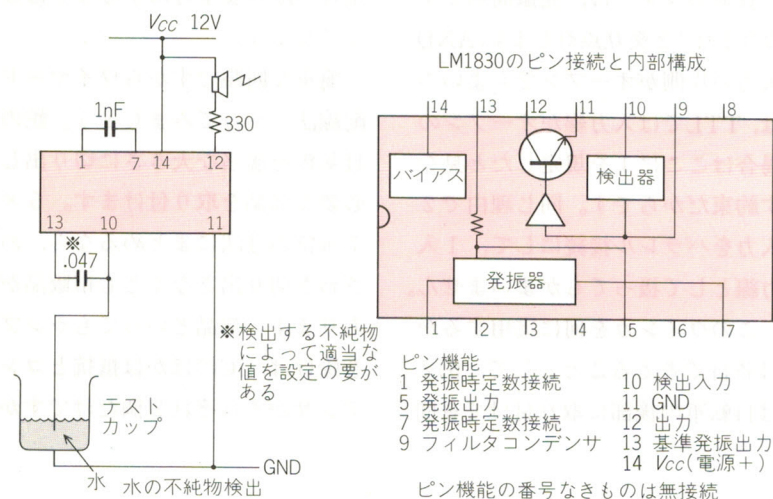 VCC 12V
1nF
330
1 7 14 12
13 10 11
※
.047
※検出する不純物
によって適当な
値を設定の要が
ある
テスト
カップ
水
GND
水の不純物検出
LM1830のピン接続と内部構成
14 13 12 11 10 9 8
バイアス
検出器
発振器
1 2 3 4 5 6 7
ピン機能
1 発振時定数接続
5 発振出力
7 発振時定数接続
9 フィルタコンデンサ
10 検出入力
11 GND
12 出力
13 基準発振出力
14 VCC(電源+)
ピン機能の番号なきものは無接続